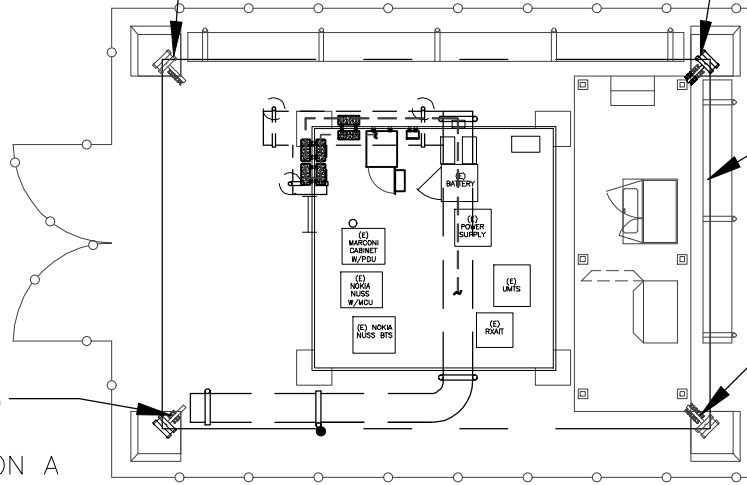 (E)
BATTERY
(E)
POWER
SUPPLY
(E)
MARCONI
CABINET
W/PDU
(E)
NOKIA
NUSS
W/MCU
(E)
UMTS
(E) NOKIA
NUSS BTS
(E)
RXAIT
ON A